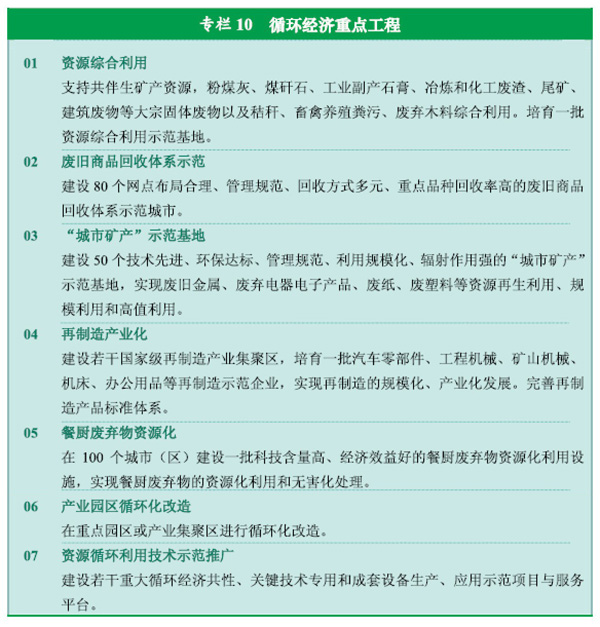 专栏 10 循环经济重点工程
01 资源综合利用
支持共伴生矿产资源，粉煤灰、煤矸石、工业副产石膏、冶炼和化工废渣、尾矿、
建筑废物等大宗固体废物以及秸秆、畜禽养殖粪污、废弃木料综合利用。培育一批
资源综合利用示范基地。
02 废旧商品回收体系示范
建设 80 个网点布局合理、管理规范、回收方式多元、重点品种回收率高的废旧商品
回收体系示范城市。
03 “城市矿产”示范基地
建设 50 个技术先进、环保达标、管理规范、利用规模化、辐射作用强的“城市矿产”
示范基地，实现废旧金属、废弃电器电子产品、废纸、废塑料等资源再生利用、规
模利用和高值利用。
04 再制造产业化
建设若干国家级再制造产业集聚区，培育一批汽车零部件、工程机械、矿山机械、
机床、办公用品等再制造示范企业，实现再制造的规模化、产业化发展。完善再制
造产品标准体系。
05 餐厨废弃物资源化
在 100 个城市（区）建设一批科技含量高、经济效益好的餐厨废弃物资源化利用设
施，实现餐厨废弃物的资源化利用和无害化处理。
06 产业园区循环化改造
在重点园区或产业集聚区进行循环化改造。
07 资源循环利用技术示范推广
建设若干重大循环经济共性、关键技术专用和成套设备生产、应用示范项目与服务
平台。